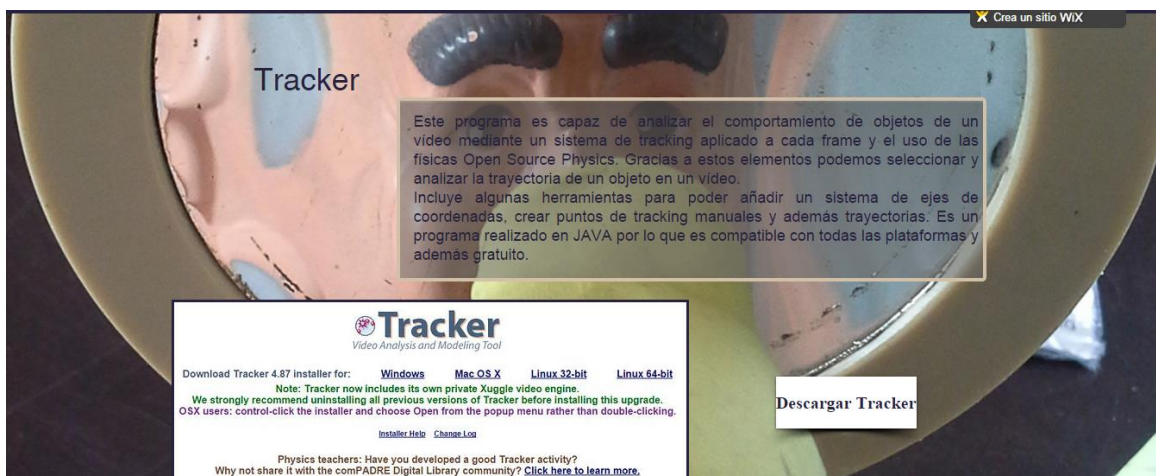 Crea un sitio WiX
Tracker
Este programa es capaz de analizar el comportamiento de objetos de un
vídeo mediante un sistema de tracking aplicado a cada frame y el uso de las
físicas Open Source Physics. Gracias a estos elementos podemos seleccionar y
analizar la trayectoria de un objeto en un vídeo.
Incluye algunas herramientas para poder añadir un sistema de ejes de
coordenadas, crear puntos de tracking manuales y además trayectorias. Es un
programa realizado en JAVA por lo que es compatible con todas las plataformas y
además gratuito.
Tracker
Video Analysis and Modeling Tool
Download Tracker 4.87 installer for: Windows Mac OS X Linux 32-bit Linux 64-bit
Note: Tracker now includes its own private Xuggle video engine.
We strongly recommend uninstalling all previous versions of Tracker before installing this upgrade.
OSX users: control-click the installer and choose Open from the popup menu rather than double-clicking.
Installer Help Change Log
Physics teachers: Have you developed a good Tracker activity?
Why not share it with the comPADRE Digital Library community? Click here to learn more.
Descargar Tracker